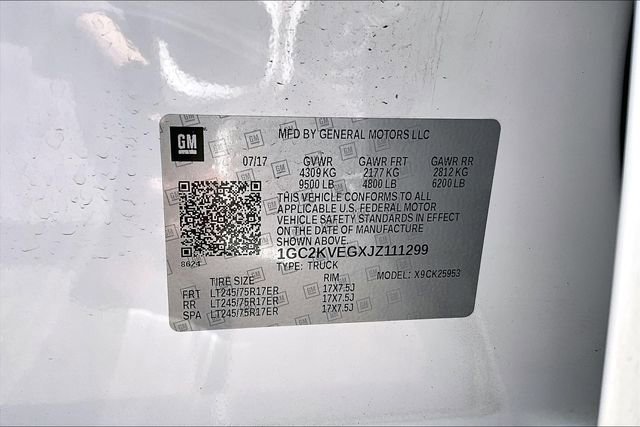 GM
MFD BY GENERAL MOTORS LLC
07/17 GVWR GAWR FRT GAWR RR
4309 KG 2177 KG 2812 KG
9500 LB 4800 LB 6200 LB
THIS VEHICLE CONFORMS TO ALL
APPLICABLE U.S. FEDERAL MOTOR
VEHICLE SAFETY STANDARDS IN EFFECT
ON THE DATE OF MANUFACTURE
SHOWN ABOVE.
8624
1GC2KVEGXJZ111299
TYPE: TRUCK
MODEL: X9CK25953
TIRE SIZE RIM
FRT LT245/75R17ER 17X7.5J
RR LT245/75R17ER 17X7.5J
SPA LT245/75R17ER 17X7.5J